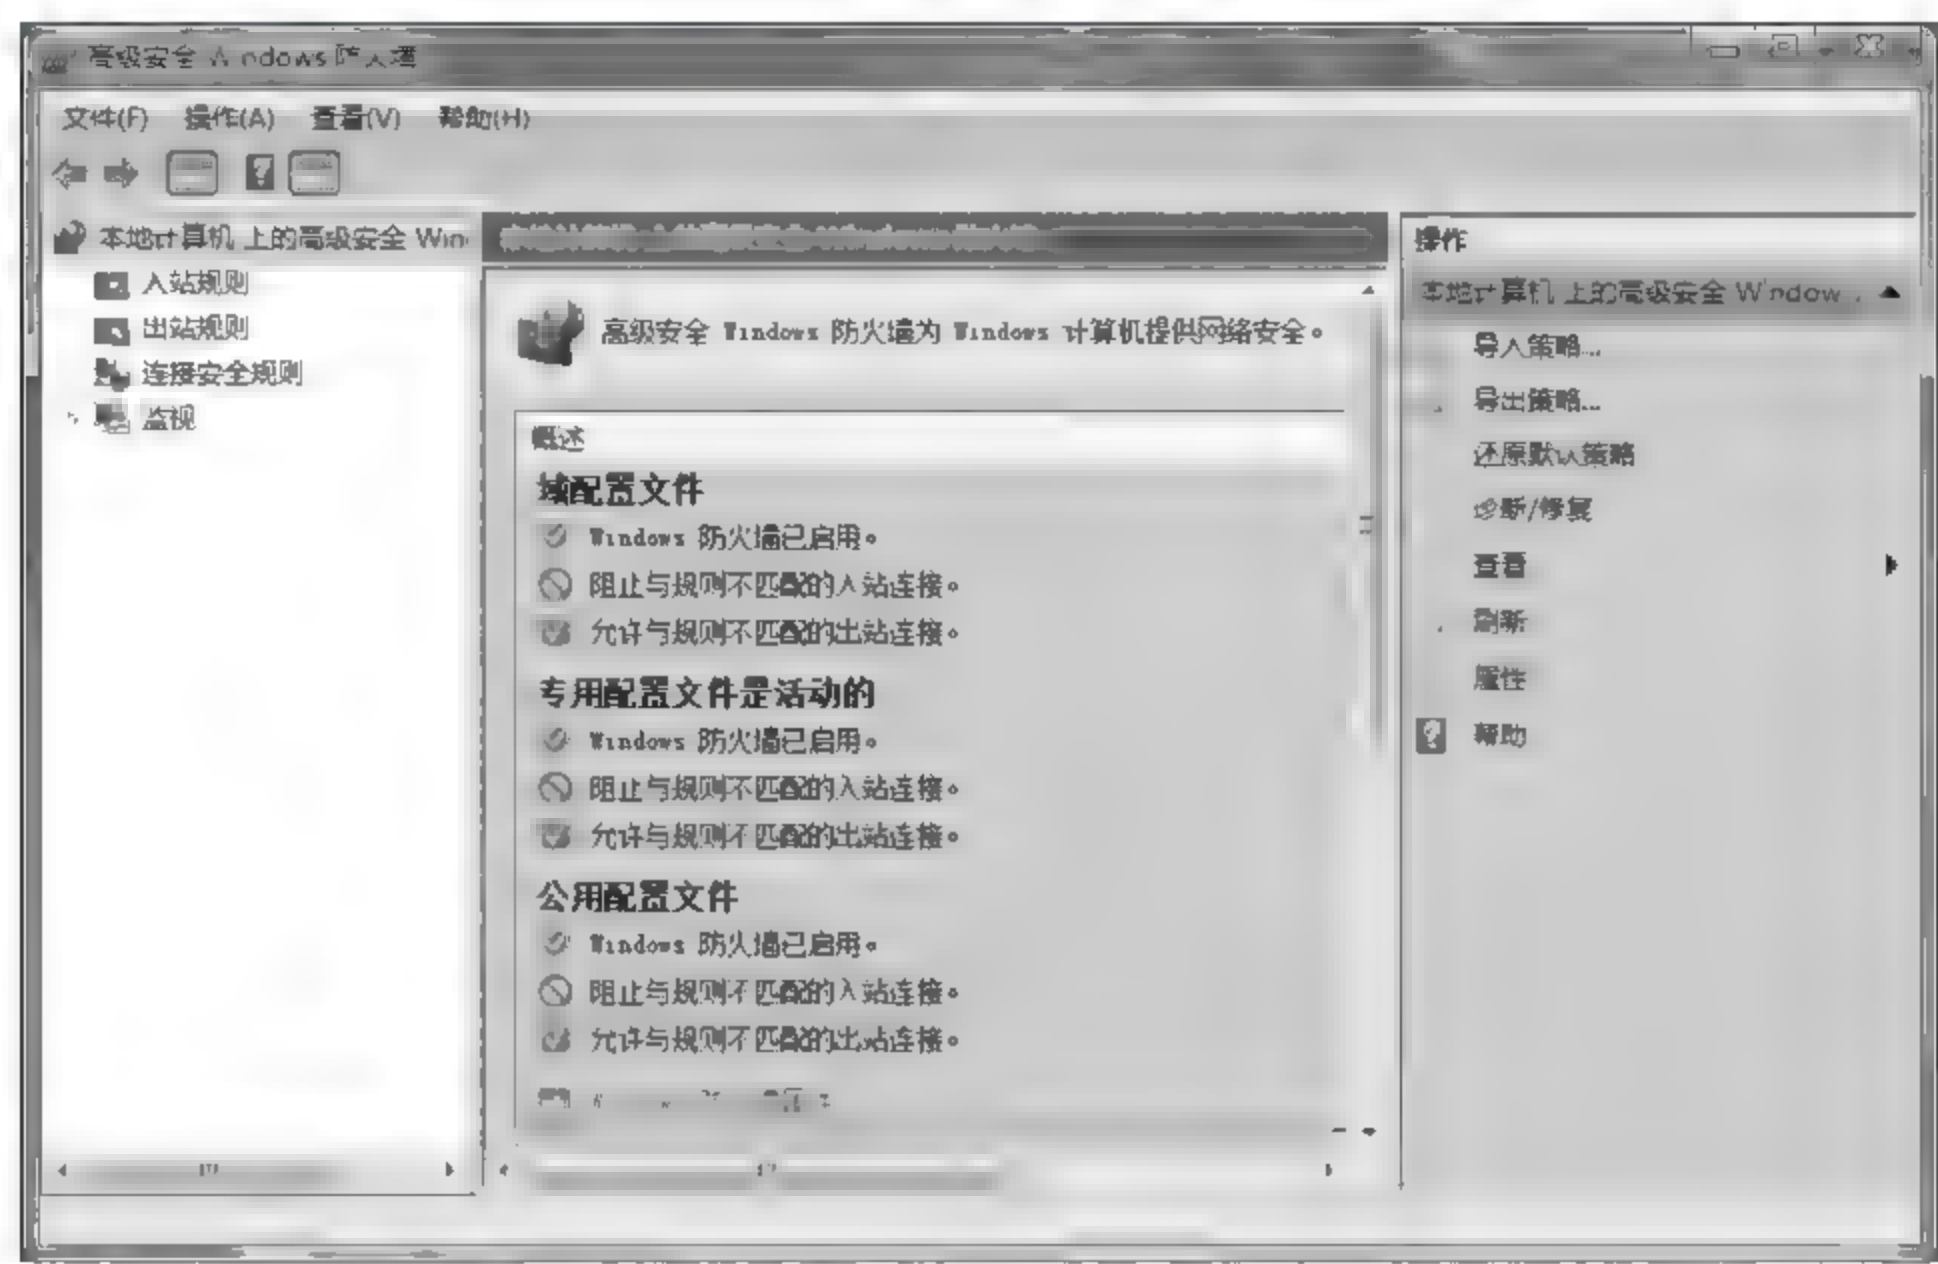 高级安全 Windows 防火墙
文件(F) 操作(A) 查看(V) 帮助(H)
本地计算机 上的高级安全 Win
入站规则
出站规则
连接安全规则
监视
高级安全 Windows 防火墙为 Windows 计算机提供网络安全。
概述
域配置文件
Windows 防火墙已启用。
阻止与规则不匹配的入站连接。
允许与规则不匹配的出站连接。
专用配置文件是活动的
Windows 防火墙已启用。
阻止与规则不匹配的入站连接。
允许与规则不匹配的出站连接。
公用配置文件
Windows 防火墙已启用。
阻止与规则不匹配的入站连接。
允许与规则不匹配的出站连接。
操作
本地计算机 上的高级安全 Window...
导入策略...
导出策略...
还原默认策略
诊断/修复
查看
刷新
属性
帮助